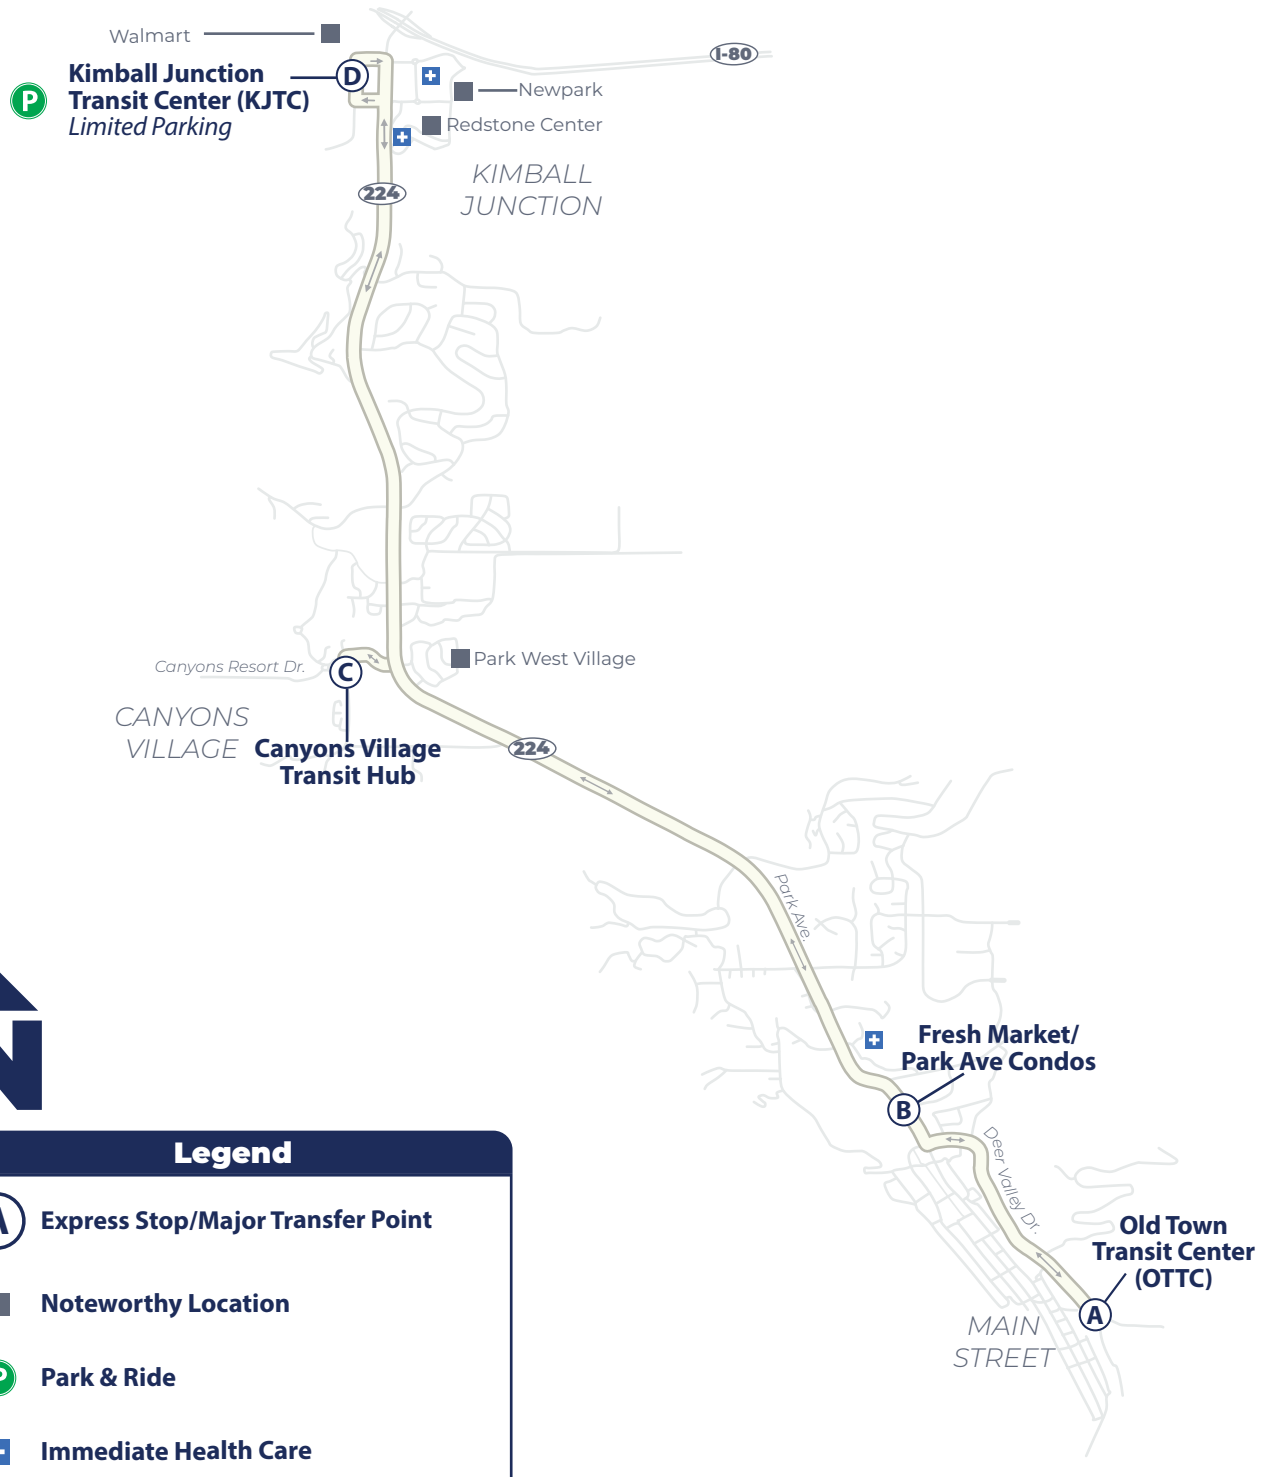 Walmart
I-80
Kimball Junction
Transit Center (KJTC)
Limited Parking
D
P
Newpark
Redstone Center
KIMBALL
JUNCTION
224
Canyons Resort Dr.
C
Park West Village
CANYONS
VILLAGE
Canyons Village
Transit Hub
224
Park Ave.
Fresh Market/
Park Ave Condos
B
Deer Valley Dr.
Old Town
Transit Center
(OTTC)
A
MAIN
STREET
N
Legend
A
Express Stop/Major Transfer Point
Noteworthy Location
P
Park & Ride
Immediate Health Care